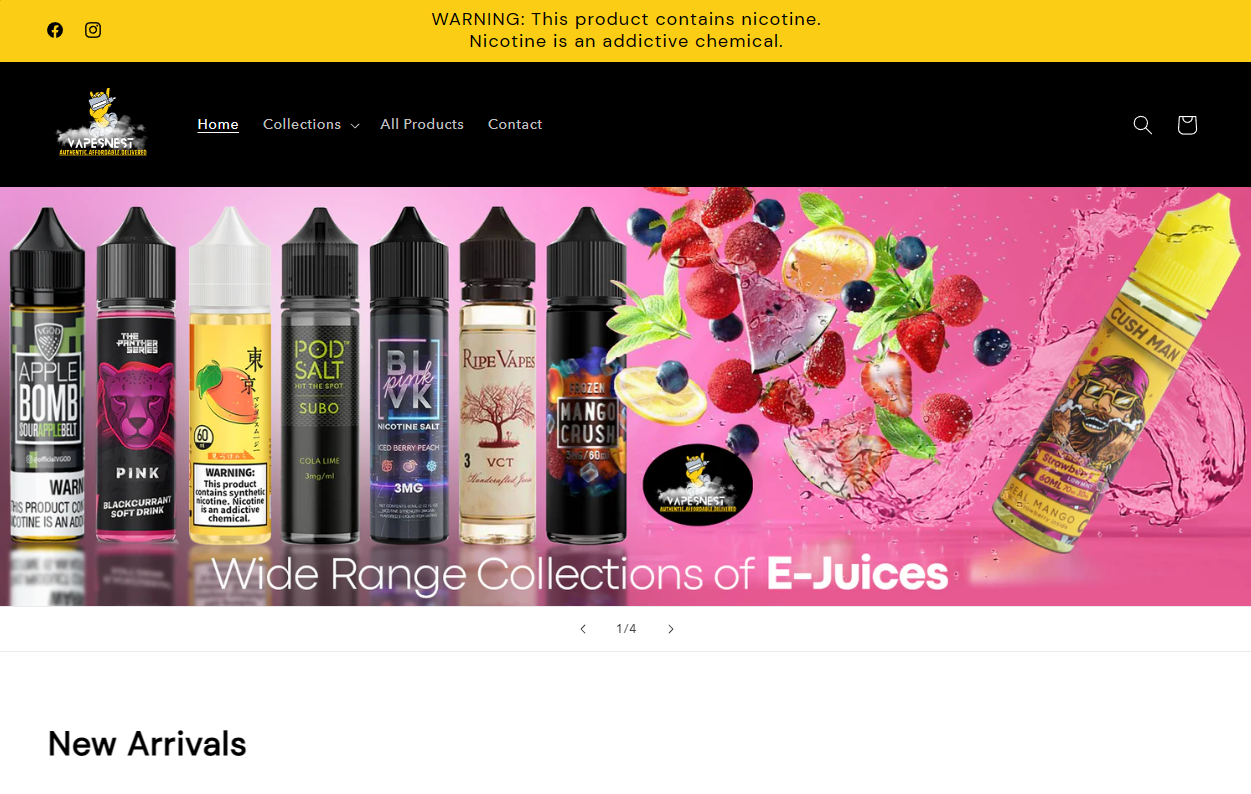 WARNING: This product contains nicotine.
Nicotine is an addictive chemical.
VAPESNEST
AUTHENTIC.AFFORDABLE.DELIVERED
Home
Collections
All Products
Contact
VGOD
APPLE
BOMB
SOURAPPLEBELT
@officialVGOD
WARN
THIS PRODUCT CON
ICOTINE IS AN ADD
THE
PANTHER
SERIES
PINK
BLACKCURRANT
SOFT DRINK
東京
60
WARNING:
This product
contains synthetic
nicotine. Nicotine
is an addictive
chemical.
POD
SALT
HIT THE SPOT
SUBO
COLA LIME
3mg/ml
BLVK
pink
NICOTINE SALT
ICED BERRY PEACH
3MG
RIPE VAPES
3 VCT
Handcrafted Juice
FROZEN
MANGO
CRUSH
3MG/60ml
VAPESNEST
AUTHENTIC.AFFORDABLE.DELIVERED
CUSH MAN
Strawberry
60ML
REAL MANGO
Wide Range Collections of E-Juices
1/4
New Arrivals